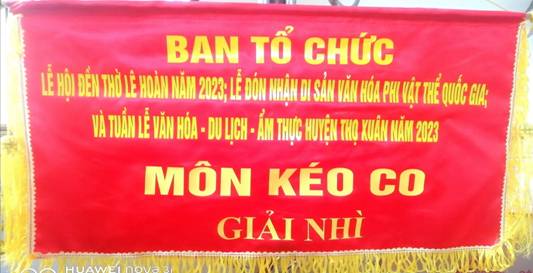 BAN TỔ CHỨC
LỄ HỘI ĐỀN THỜ LÊ HOÀN NĂM 2023; LỄ ĐÓN NHẬN DI SẢN VĂN HÓA PHI VẬT THỂ QUỐC GIA;
VÀ TUẦN LỄ VĂN HÓA - DU LỊCH - ẨM THỰC HUYỆN THỌ XUÂN NĂM 2023
MÔN KÉO CO
GIẢI NHÌ
HUAWEI nova 3i